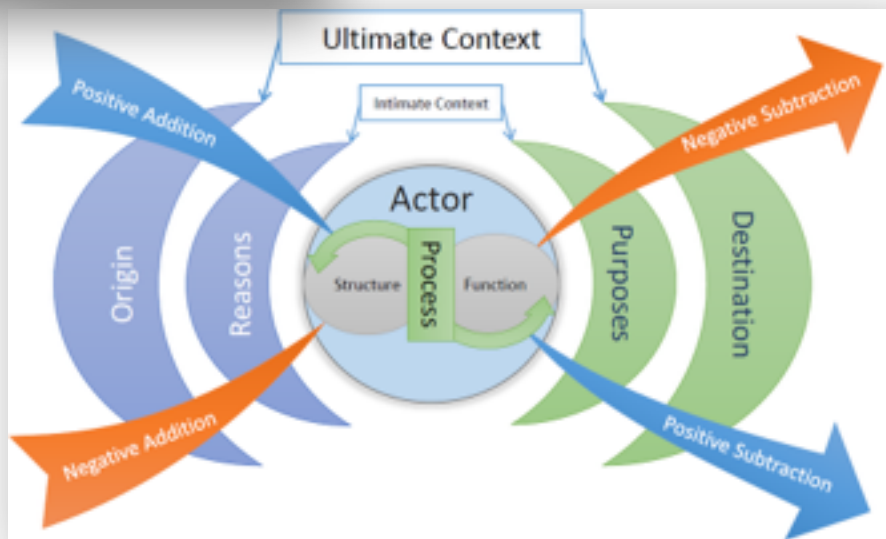 Ultimate Context
Intimate Context
Positive Addition
Negative Subtraction
Origin
Reasons
Actor
Structure
Process
Function
Purposes
Destination
Negative Addition
Positive Subtraction